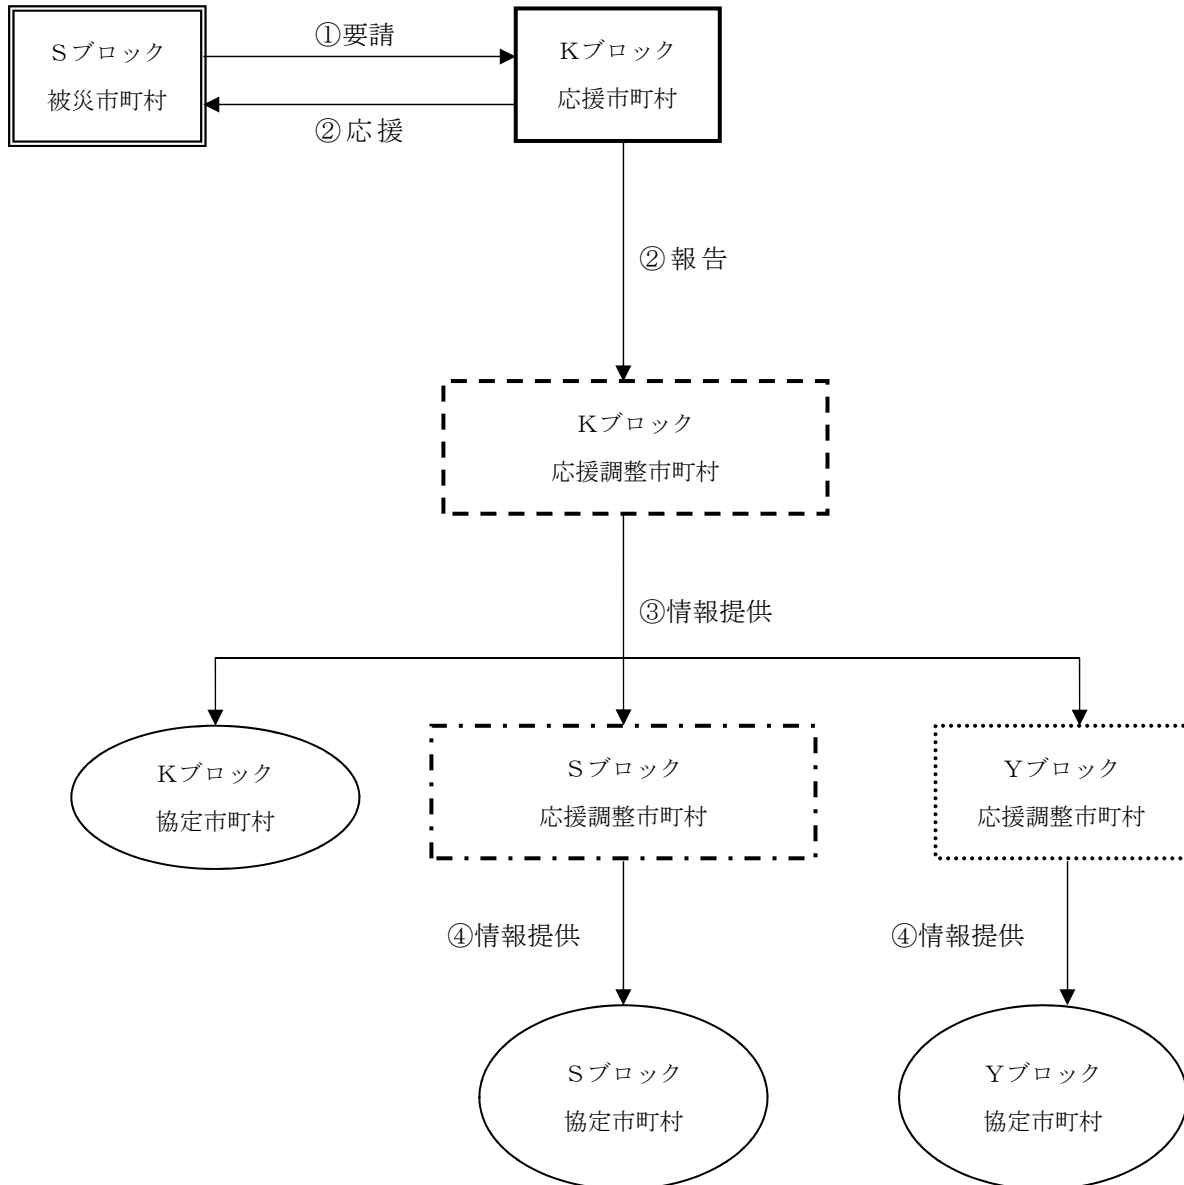 Sブロック
被災市町村
①要請
②応援
Kブロック
応援市町村
②報告
Kブロック
応援調整市町村
③情報提供
Kブロック
協定市町村
Sブロック
応援調整市町村
Yブロック
応援調整市町村
④情報提供
④情報提供
Sブロック
協定市町村
Yブロック
協定市町村